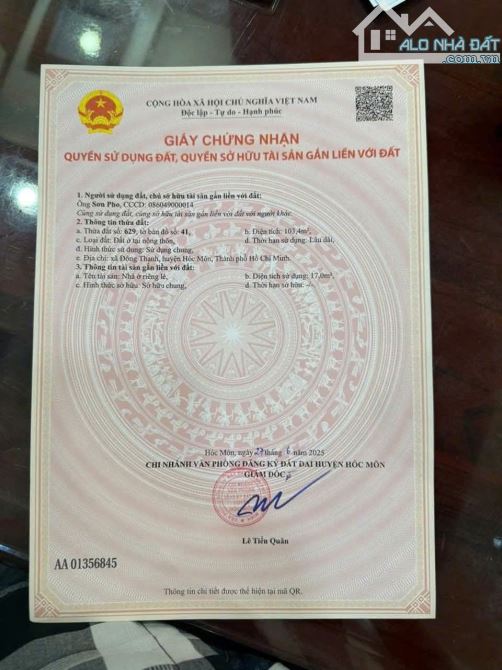 ALO NHÀ ĐẤT
.com.vn
CỘNG HÒA XÃ HỘI CHỦ NGHĨA VIỆT NAM
Độc lập - Tự do - Hạnh phúc
GIẤY CHỨNG NHẬN
QUYỀN SỬ DỤNG ĐẤT, QUYỀN SỞ HỮU TÀI SẢN GẮN LIỀN VỚI ĐẤT
1. Người sử dụng đất, chủ sở hữu tài sản gắn liền với đất:
Ông Sơn Pho, CCCD: 086049000014
Cùng sử dụng đất, cùng sở hữu tài sản gắn liền với đất với người khác.
2. Thông tin thửa đất:
a. Thửa đất số: 629, tờ bản đồ số: 41, b. Diện tích: 103,4m².
c. Loại đất: Đất ở tại nông thôn, d. Thời hạn sử dụng: Lâu dài,
đ. Hình thức sử dụng: Sử dụng chung,
e. Địa chỉ: xã Đông Thạnh, huyện Hóc Môn, Thành phố Hồ Chí Minh.
3. Thông tin tài sản gắn liền với đất:
a. Tên tài sản: Nhà ở riêng lẻ, b. Diện tích sử dụng: 17,0m².
c. Hình thức sở hữu: Sở hữu chung, d. Thời hạn sở hữu: -/-.
Hóc Môn, ngày 27 tháng 6 năm 2025
CHI NHÁNH VĂN PHÒNG ĐĂNG KÝ ĐẤT ĐAI HUYỆN HÓC MÔN
GIÁM ĐỐC
Lê Tiến Quân
AA 01356845
Thông tin chi tiết được thể hiện tại mã QR.